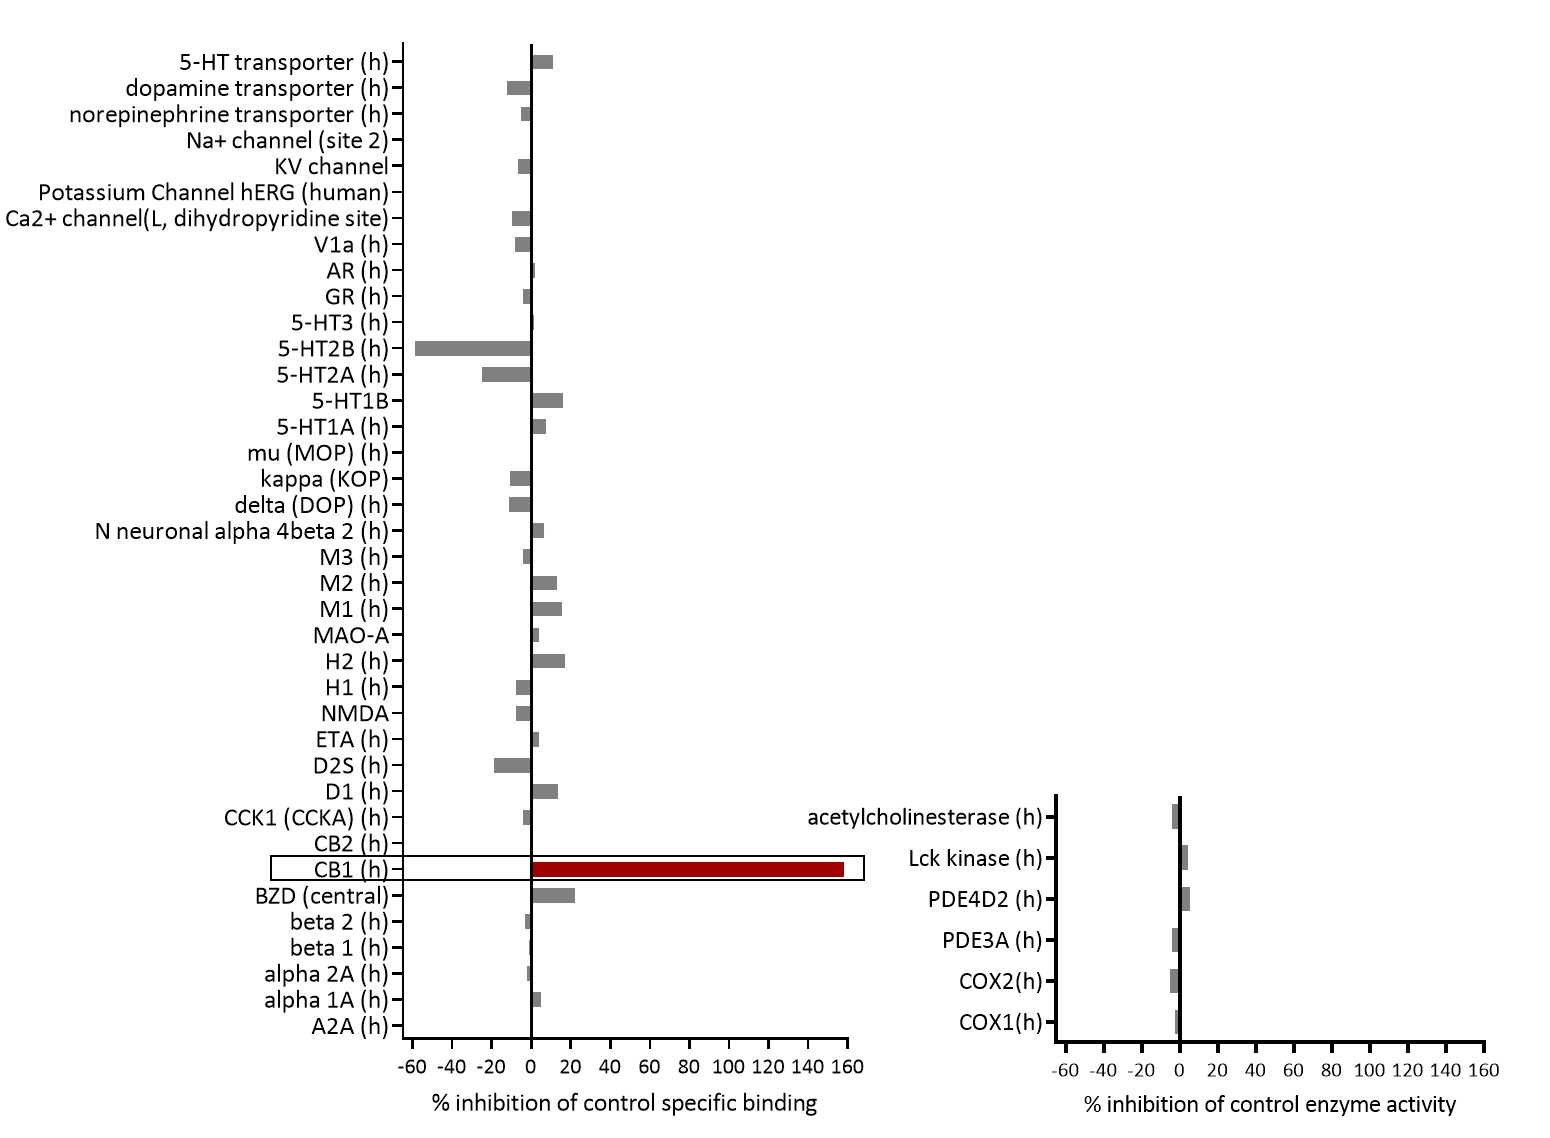 5-HT transporter (h)
dopamine transporter (h)
norepinephrine transporter (h)
Na+ channel (site 2)
KV channel
Potassium Channel hERG (human)
Ca2+ channel(L, dihydropyridine site)
V1a (h)
AR (h)
GR (h)
5-HT3 (h)
5-HT2B (h)
5-HT2A (h)
5-HT1B
5-HT1A (h)
mu (MOP) (h)
kappa (KOP)
delta (DOP) (h)
N neuronal alpha 4beta 2 (h)
M3 (h)
M2 (h)
M1 (h)
MAO-A
H2 (h)
H1 (h)
NMDA
ETA (h)
D2S (h)
D1 (h)
CCK1 (CCKA) (h)
CB2 (h)
CB1 (h)
BZD (central)
beta 2 (h)
beta 1 (h)
alpha 2A (h)
alpha 1A (h)
A2A (h)
-60 -40 -20 0 20 40 60 80 100 120 140 160
% inhibition of control specific binding
acetylcholinesterase (h)
Lck kinase (h)
PDE4D2 (h)
PDE3A (h)
COX2(h)
COX1(h)
-60 -40 -20 0 20 40 60 80 100 120 140 160
% inhibition of control enzyme activity